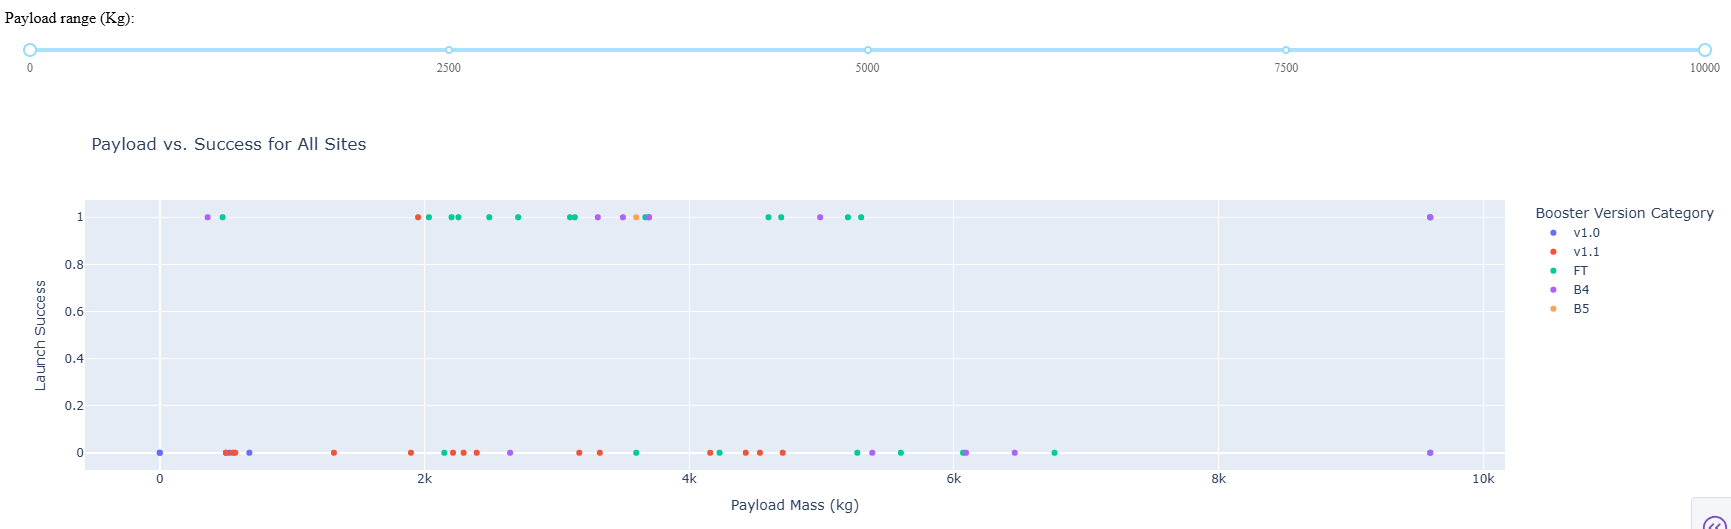 Payload range (Kg):
0 2500 5000 7500 10000
Payload vs. Success for All Sites
Launch Success
1
0.8
0.6
0.4
0.2
0
0 2k 4k 6k 8k 10k
Payload Mass (kg)
Booster Version Category
v1.0
v1.1
FT
B4
B5